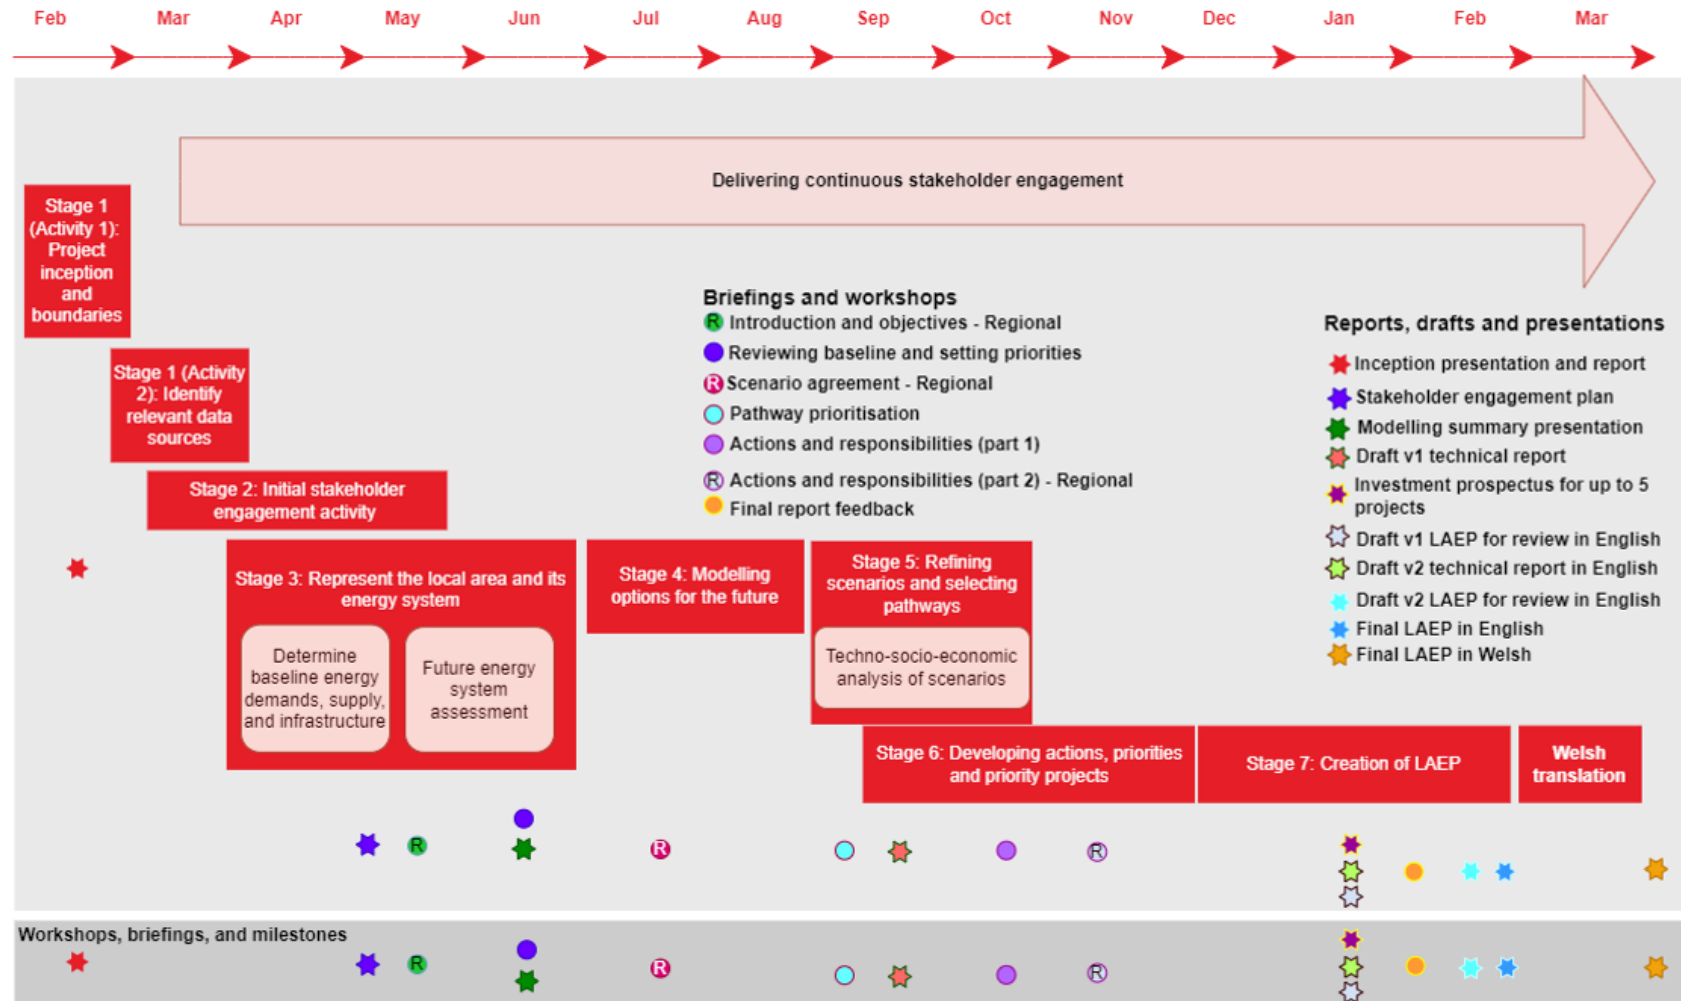 Feb Mar Apr May Jun Jul Aug Sep Oct Nov Dec Jan Feb Mar
Delivering continuous stakeholder engagement
Stage 1
(Activity 1):
Project
inception
and
boundaries
Stage 1 (Activity
2): Identify
relevant data
sources
Stage 2: Initial stakeholder
engagement activity
Stage 3: Represent the local area and its
energy system
Determine
baseline energy
demands, supply,
and infrastructure
Future energy
system
assessment
Stage 4: Modelling
options for the future
Stage 5: Refining
scenarios and selecting
pathways
Techno-socio-economic
analysis of scenarios
Stage 6: Developing actions, priorities
and priority projects
Stage 7: Creation of LAEP
Welsh
translation
Briefings and workshops
R Introduction and objectives - Regional
Reviewing baseline and setting priorities
R Scenario agreement - Regional
Pathway prioritisation
Actions and responsibilities (part 1)
R Actions and responsibilities (part 2) - Regional
Final report feedback
Reports, drafts and presentations
Inception presentation and report
Stakeholder engagement plan
Modelling summary presentation
Draft v1 technical report
Investment prospectus for up to 5
projects
Draft v1 LAEP for review in English
Draft v2 technical report in English
Draft v2 LAEP for review in English
Final LAEP in English
Final LAEP in Welsh
R R R
Workshops, briefings, and milestones
R R R